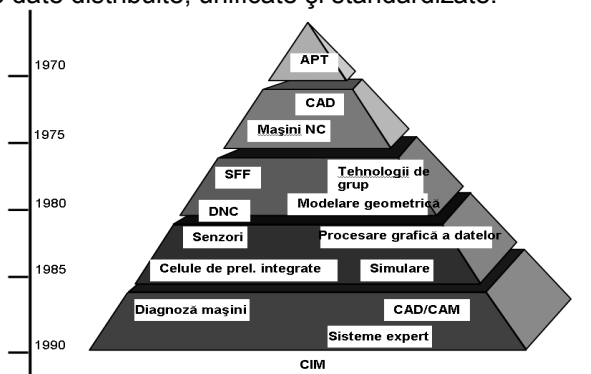 date distribuite, unificate şi standardizate.
1970
APT
CAD
Maşini NC
1975
SFF
Tehnologii de
grup
Modelare geometrică
1980
DNC
Senzori
Procesare grafică a datelor
Celule de prel. integrate
Simulare
1985
Diagnoză maşini
CAD/CAM
Sisteme expert
1990
CIM